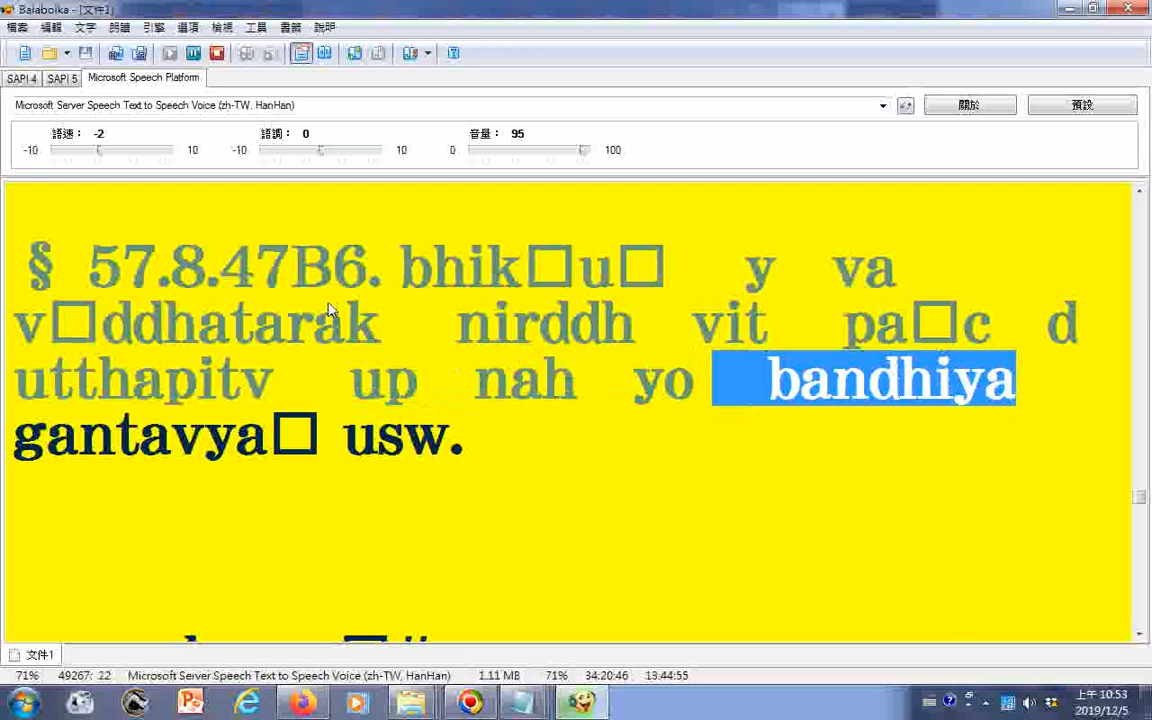 Balabolka - [文件1]
檔案 編輯 文字 朗讀 引擎 選項 檢視 工具 書籤 說明
SAPI 4 SAPI 5 Microsoft Speech Platform
Microsoft Server Speech Text to Speech Voice (zh-TW, HanHan) 關於 預設
語速： -2 語調： 0 音量： 95
-10 10 -10 10 0 100
§ 57.8.47B6. bhik□u□ y va
v□ddhatarak nirddh vit pa□c d
utthapitv up nah yo bandhiya
gantavya□ usw.
文件1
71% 49267: 22 Microsoft Server Speech Text to Speech Voice (zh-TW, HanHan) 1.11 MB 71% 34:20:46 13:44:55
上午 10:53
2019/12/5